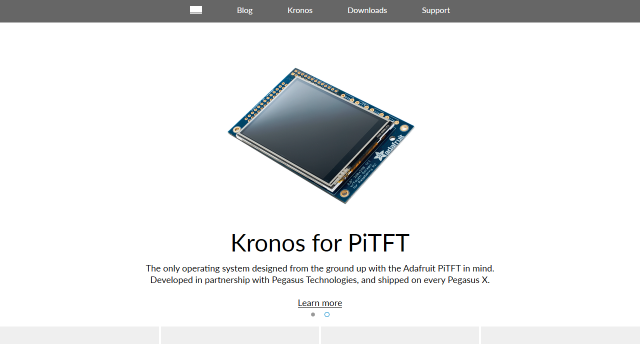 Blog
Kronos
Downloads
Support
adafruit
Kronos for PiTFT
The only operating system designed from the ground up with the Adafruit PiTFT in mind.
Developed in partnership with Pegasus Technologies, and shipped on every Pegasus X.
Learn more